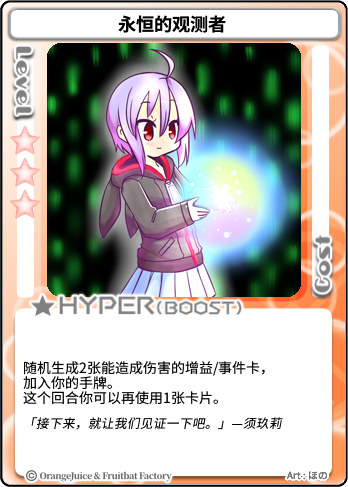 永恒的观测者
Level
Cost
HYPER(BOOST)
随机生成2张能造成伤害的增益/事件卡，
加入你的手牌。
这个回合你可以再使用1张卡片。
「接下来，就让我们见证一下吧。」—须玖莉
© OrangeJuice & Fruitbat Factory
Art : ほの